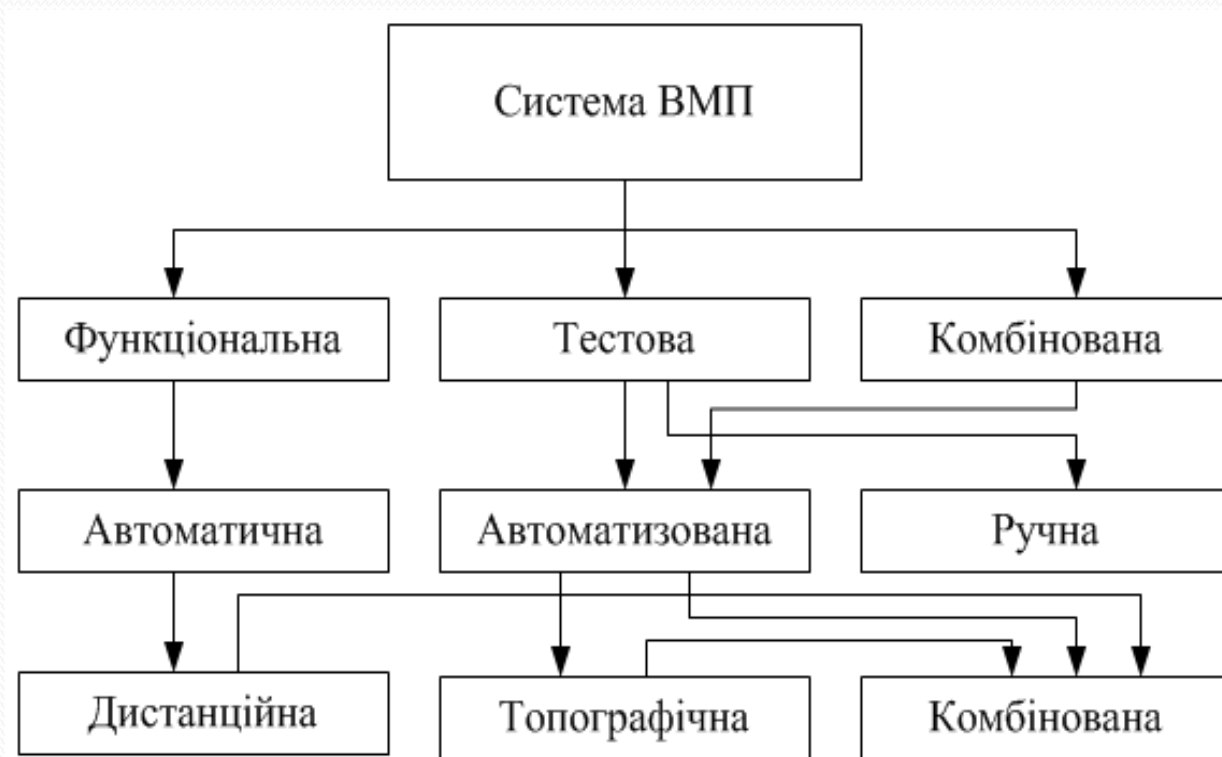 Система ВМП
Функціональна
Тестова
Комбінована
Автоматична
Автоматизована
Ручна
Дистанційна
Топографічна
Комбінована